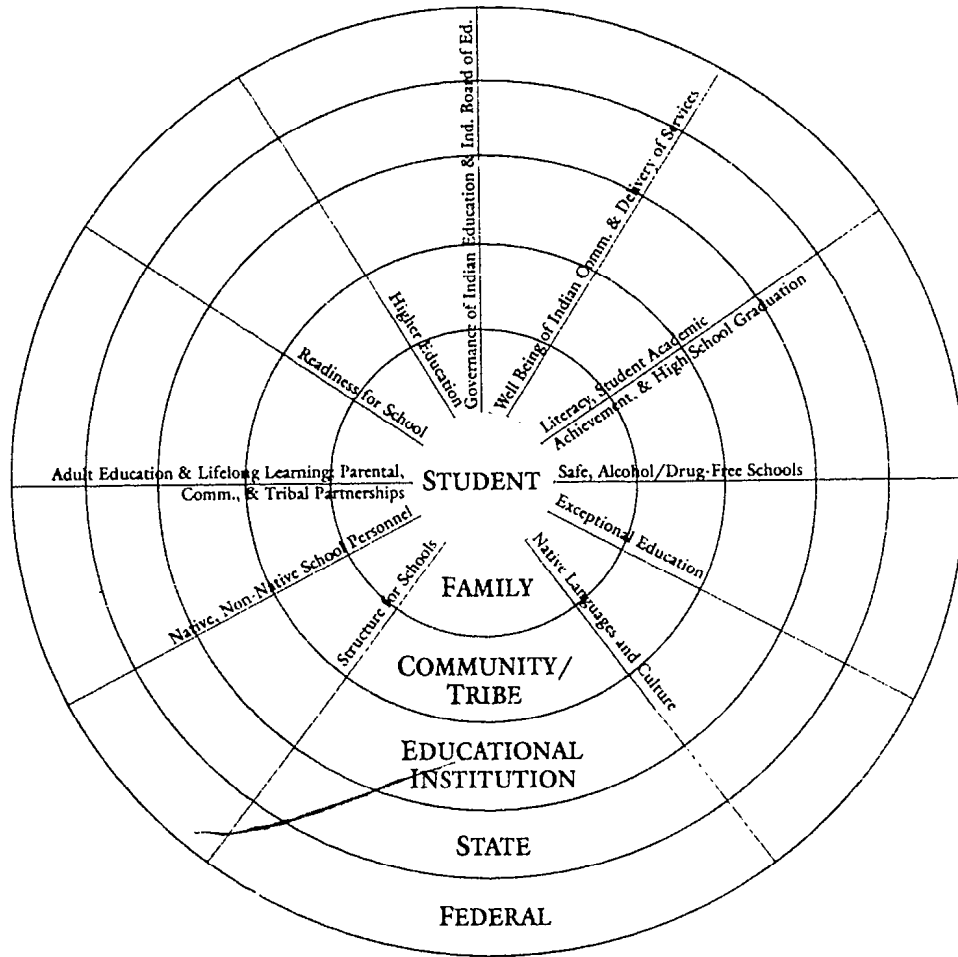 Governance of Indian Education & Ind. Board of Ed.
Well Being of Indian Comm. & Delivery of Services
Literacy, Student Academic
Achievement, & High School Graduation
Safe, Alcohol/Drug-Free Schools
Exceptional Education
Native Languages and Culture
Structure for Schools
Native, Non-Native School Personnel
Adult Education & Lifelong Learning; Parental,
Comm., & Tribal Partnerships
Readiness for School
Higher Education
STUDENT
FAMILY
COMMUNITY/
TRIBE
EDUCATIONAL
INSTITUTION
STATE
FEDERAL